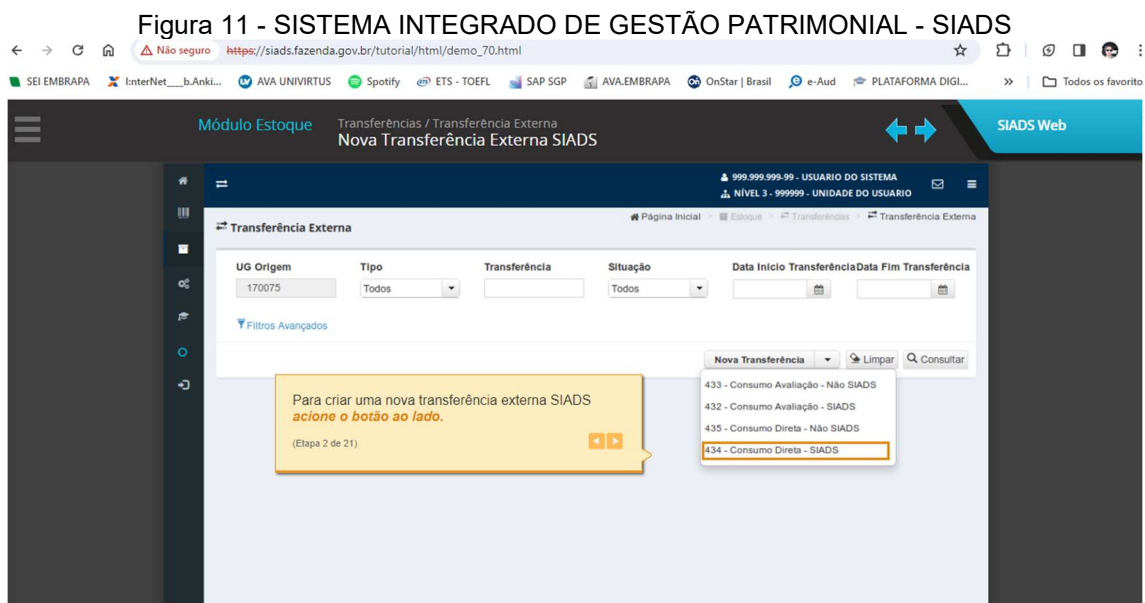 Figura 11 - SISTEMA INTEGRADO DE GESTÃO PATRIMONIAL - SIADS
Não seguro https://siads.fazenda.gov.br/tutorial/html/demo_70.html
SEI EMBRAPA I:nterNet___b.Anki... AVA UNIVIRTUS Spotify ETS - TOEFL SAP SGP AVA.EMBRAPA OnStar | Brasil e-Aud PLATAFORMA DIGI... » Todos os favorito
Módulo Estoque Transferências / Transferência Externa SIADS Web
Nova Transferência Externa SIADS
999.999.999-99 - USUARIO DO SISTEMA
NÍVEL 3 - 999999 - UNIDADE DO USUARIO
Transferência Externa Página Inicial Estoque Transferências Transferência Externa
UG Origem Tipo Transferência Situação Data Início Transferência Data Fim Transferência
170075 Todos Todos
Filtros Avançados
Nova Transferência Limpar Consultar
433 - Consumo Avaliação - Não SIADS
432 - Consumo Avaliação - SIADS
435 - Consumo Direta - Não SIADS
434 - Consumo Direta - SIADS
Para criar uma nova transferência externa SIADS
acione o botão ao lado.
(Etapa 2 de 21)